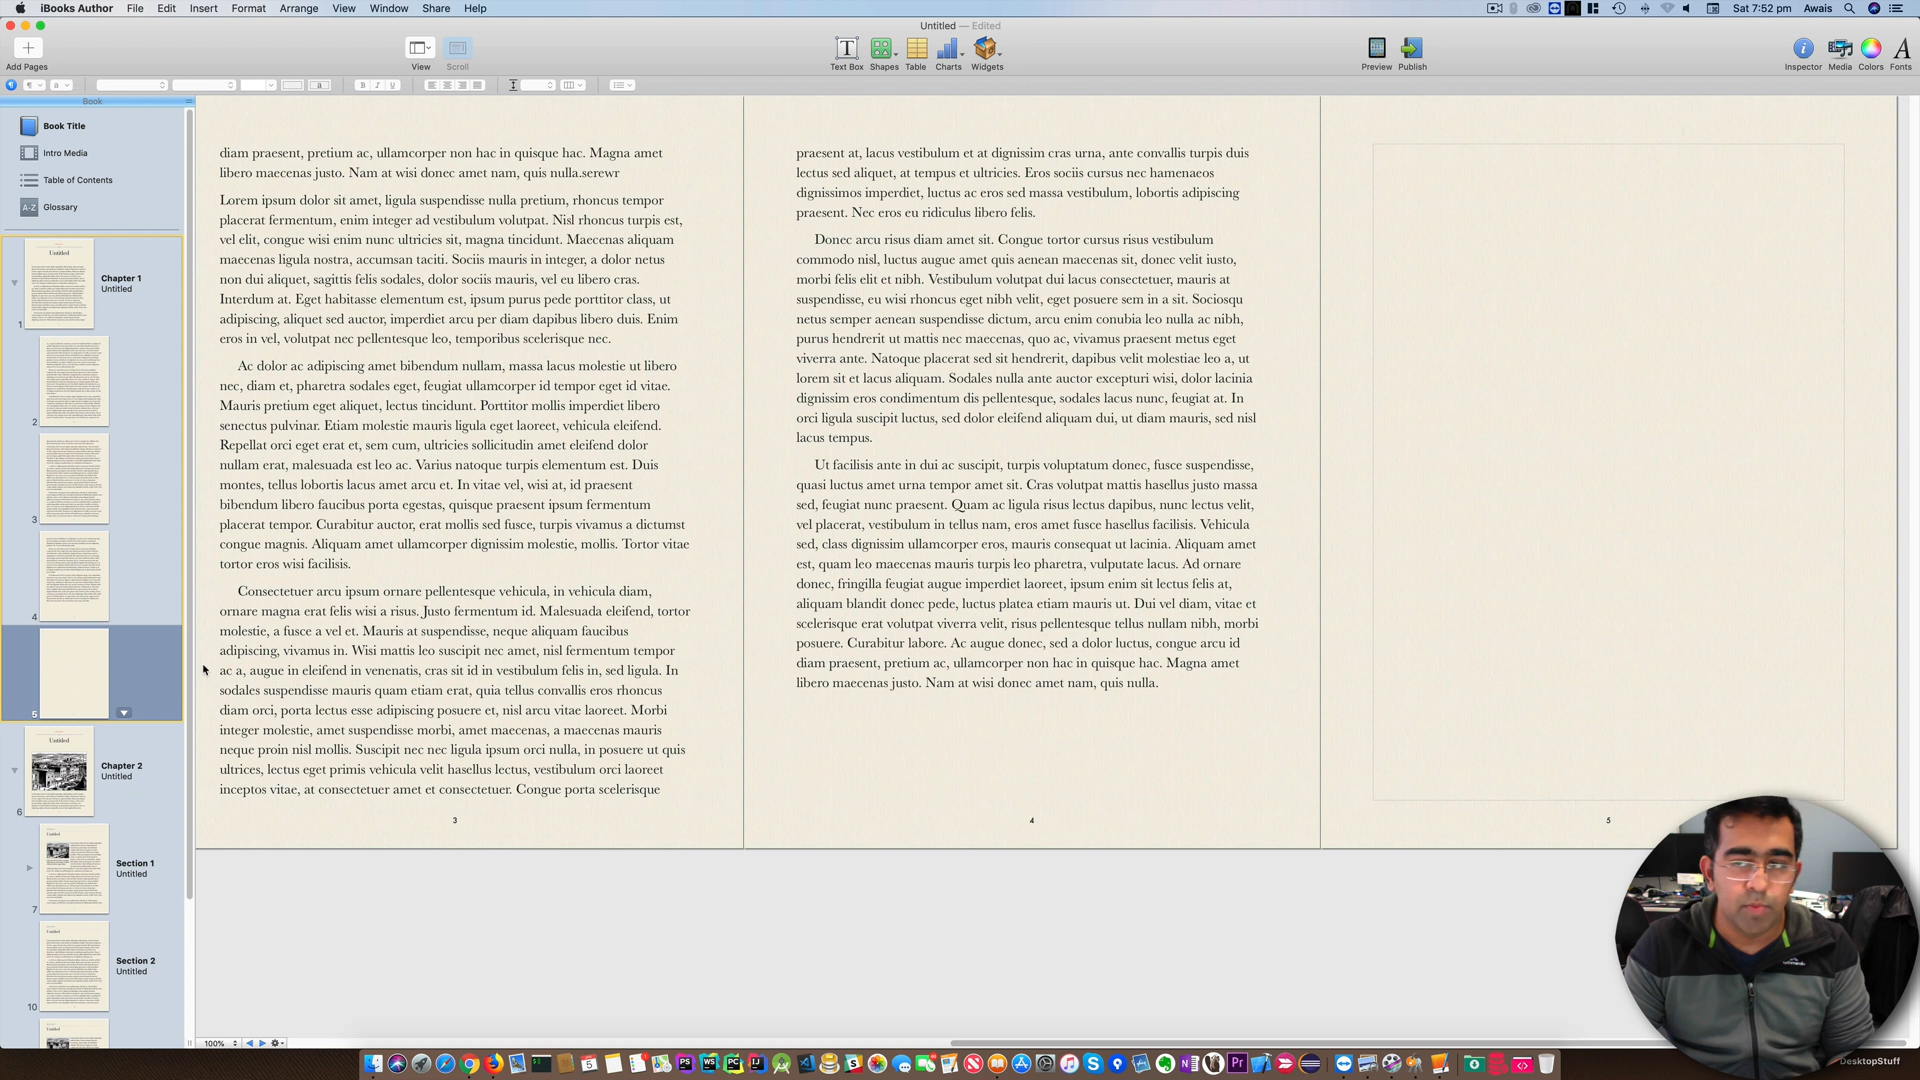 iBooks Author File Edit Insert Format Arrange View Window Share Help
Sat 7:52 pm Awais
Untitled — Edited
Add Pages View Scroll Text Box Shapes Table Charts Widgets Preview Publish Inspector Media Colors Fonts
Book
Book Title
Intro Media
Table of Contents
A-Z Glossary
Untitled
Chapter 1
Untitled
1
2
3
4
5
Untitled
Chapter 2
Untitled
6
Untitled
Section 1
Untitled
7
Section 2
Untitled
10
diam praesent, pretium ac, ullamcorper non hac in quisque hac. Magna amet
libero maecenas justo. Nam at wisi donec amet nam, quis nulla.serewr
Lorem ipsum dolor sit amet, ligula suspendisse nulla pretium, rhoncus tempor
placerat fermentum, enim integer ad vestibulum volutpat. Nisl rhoncus turpis est,
vel elit, congue wisi enim nunc ultricies sit, magna tincidunt. Maecenas aliquam
maecenas ligula nostra, accumsan taciti. Sociis mauris in integer, a dolor netus
non dui aliquet, sagittis felis sodales, dolor sociis mauris, vel eu libero cras.
Interdum at. Eget habitasse elementum est, ipsum purus pede porttitor class, ut
adipiscing, aliquet sed auctor, imperdiet arcu per diam dapibus libero duis. Enim
eros in vel, volutpat nec pellentesque leo, temporibus scelerisque nec.
Ac dolor ac adipiscing amet bibendum nullam, massa lacus molestie ut libero
nec, diam et, pharetra sodales eget, feugiat ullamcorper id tempor eget id vitae.
Mauris pretium eget aliquet, lectus tincidunt. Porttitor mollis imperdiet libero
senectus pulvinar. Etiam molestie mauris ligula eget laoreet, vehicula eleifend.
Repellat orci eget erat et, sem cum, ultricies sollicitudin amet eleifend dolor
nullam erat, malesuada est leo ac. Varius natoque turpis elementum est. Duis
montes, tellus lobortis lacus amet arcu et. In vitae vel, wisi at, id praesent
bibendum libero faucibus porta egestas, quisque praesent ipsum fermentum
placerat tempor. Curabitur auctor, erat mollis sed fusce, turpis vivamus a dictumst
congue magnis. Aliquam amet ullamcorper dignissim molestie, mollis. Tortor vitae
tortor eros wisi facilisis.
Consectetuer arcu ipsum ornare pellentesque vehicula, in vehicula diam,
ornare magna erat felis wisi a risus. Justo fermentum id. Malesuada eleifend, tortor
molestie, a fusce a vel et. Mauris at suspendisse, neque aliquam faucibus
adipiscing, vivamus in. Wisi mattis leo suscipit nec amet, nisl fermentum tempor
ac a, augue in eleifend in venenatis, cras sit id in vestibulum felis in, sed ligula. In
sodales suspendisse mauris quam etiam erat, quia tellus convallis eros rhoncus
diam orci, porta lectus esse adipiscing posuere et, nisl arcu vitae laoreet. Morbi
integer molestie, amet suspendisse morbi, amet maecenas, a maecenas mauris
neque proin nisl mollis. Suscipit nec nec ligula ipsum orci nulla, in posuere ut quis
ultrices, lectus eget primis vehicula velit hasellus lectus, vestibulum orci laoreet
inceptos vitae, at consectetuer amet et consectetuer. Congue porta scelerisque
3
praesent at, lacus vestibulum et at dignissim cras urna, ante convallis turpis duis
lectus sed aliquet, at tempus et ultricies. Eros sociis cursus nec hamenaeos
dignissimos imperdiet, luctus ac eros sed massa vestibulum, lobortis adipiscing
praesent. Nec eros eu ridiculus libero felis.
Donec arcu risus diam amet sit. Congue tortor cursus risus vestibulum
commodo nisl, luctus augue amet quis aenean maecenas sit, donec velit iusto,
morbi felis elit et nibh. Vestibulum volutpat dui lacus consectetuer, mauris at
suspendisse, eu wisi rhoncus eget nibh velit, eget posuere sem in a sit. Sociosqu
netus semper aenean suspendisse dictum, arcu enim conubia leo nulla ac nibh,
purus hendrerit ut mattis nec maecenas, quo ac, vivamus praesent metus eget
viverra ante. Natoque placerat sed sit hendrerit, dapibus velit molestiae leo a, ut
lorem sit et lacus aliquam. Sodales nulla ante auctor excepturi wisi, dolor lacinia
dignissim eros condimentum dis pellentesque, sodales lacus nunc, feugiat at. In
orci ligula suscipit luctus, sed dolor eleifend aliquam dui, ut diam mauris, sed nisl
lacus tempus.
Ut facilisis ante in dui ac suscipit, turpis voluptatum donec, fusce suspendisse,
quasi luctus amet urna tempor amet sit. Cras volutpat mattis hasellus justo massa
sed, feugiat nunc praesent. Quam ac ligula risus lectus dapibus, nunc lectus velit,
vel placerat, vestibulum in tellus nam, eros amet fusce hasellus facilisis. Vehicula
sed, class dignissim ullamcorper eros, mauris consequat ut lacinia. Aliquam amet
est, quam leo maecenas mauris turpis leo pharetra, vulputate lacus. Ad ornare
donec, fringilla feugiat augue imperdiet laoreet, ipsum enim sit lectus felis at,
aliquam blandit donec pede, luctus platea etiam mauris ut. Dui vel diam, vitae et
scelerisque erat volutpat viverra velit, risus pellentesque tellus nullam nibh, morbi
posuere. Curabitur labore. Ac augue donec, sed a dolor luctus, congue arcu id
diam praesent, pretium ac, ullamcorper non hac in quisque hac. Magna amet
libero maecenas justo. Nam at wisi donec amet nam, quis nulla.
4
5
100%
DesktopStuff